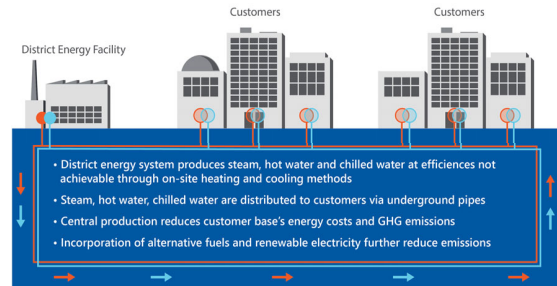 Customers
Customers
District Energy Facility
• District energy system produces steam, hot water and chilled water at efficiences not
achievable through on-site heating and cooling methods
• Steam, hot water, chilled water are distributed to customers via underground pipes
• Central production reduces customer base's energy costs and GHG emissions
• Incorporation of alternative fuels and renewable electricity further reduce emissions